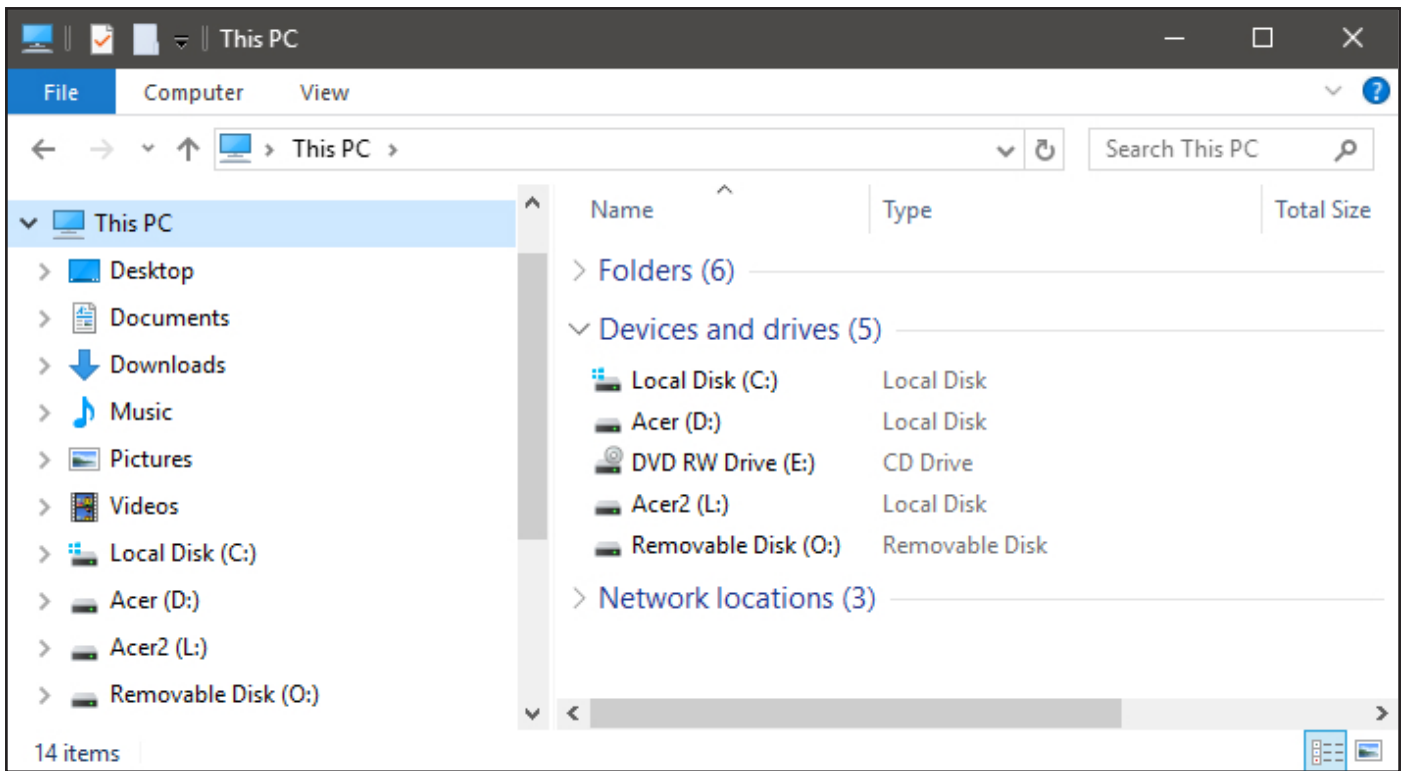 This PC
File Computer View
This PC
Search This PC
This PC
Desktop
Documents
Downloads
Music
Pictures
Videos
Local Disk (C:)
Acer (D:)
Acer2 (L:)
Removable Disk (O:)
Name Type Total Size
Folders (6)
Devices and drives (5)
Local Disk (C:) Local Disk
Acer (D:) Local Disk
DVD RW Drive (E:) CD Drive
Acer2 (L:) Local Disk
Removable Disk (O:) Removable Disk
Network locations (3)
14 items